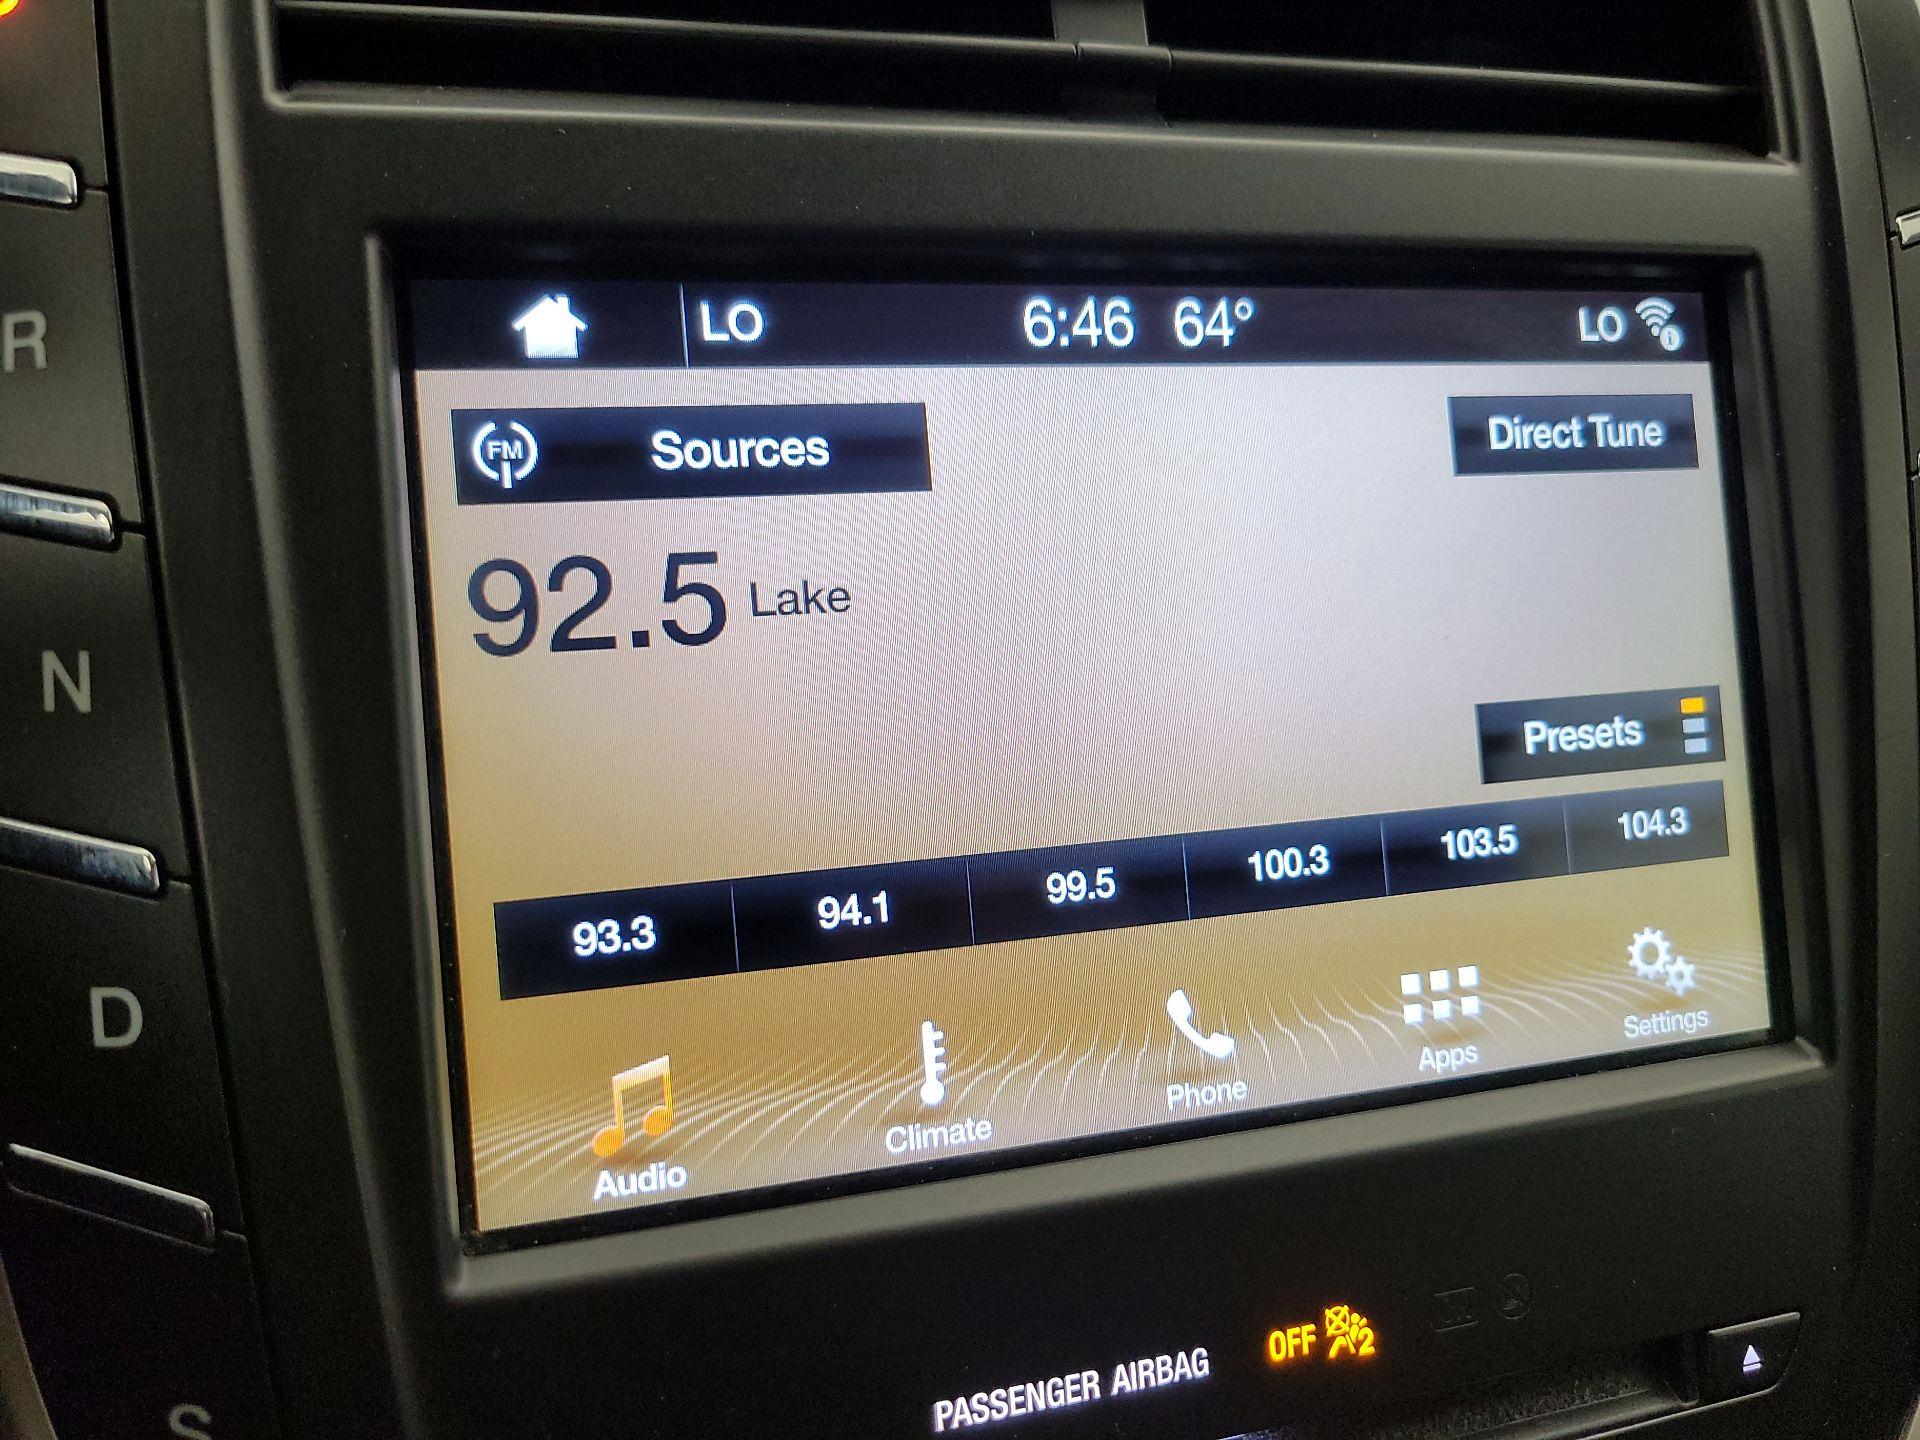 LO 6:46 64° LO
FM Sources
Direct Tune
92.5 Lake
Presets
93.3 94.1 99.5 100.3 103.5 104.3
Audio Climate Phone Apps Settings
PASSENGER AIRBAG OFF 2
R
N
D
S